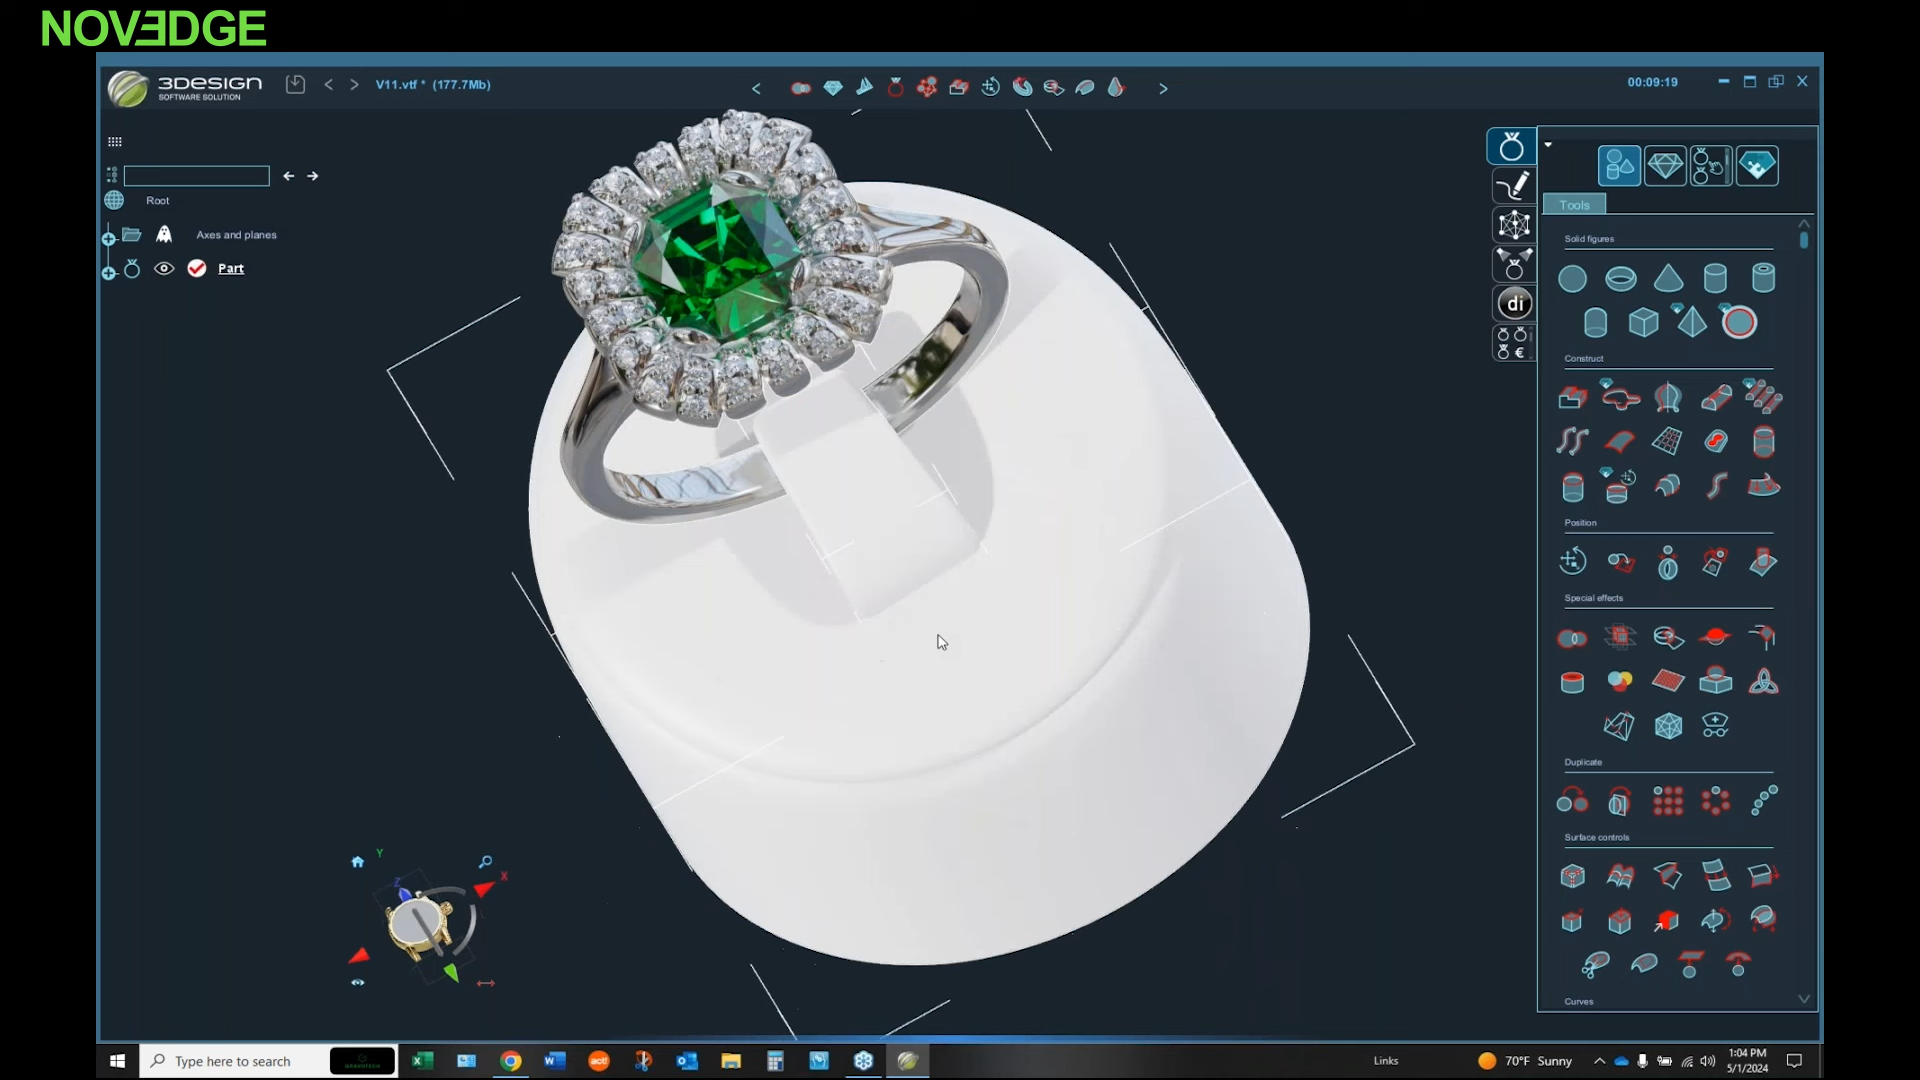 NOVEDGE
3DESIGN
SOFTWARE SOLUTION
V11.vtf * (177.7Mb)
00:09:19
Root
Axes and planes
Part
Tools
Solid figures
Construct
Position
Special effects
Duplicate
Surface controls
Curves
di
€
Y
Z
X
Type here to search
act!
Links
70°F Sunny
1:04 PM
5/1/2024